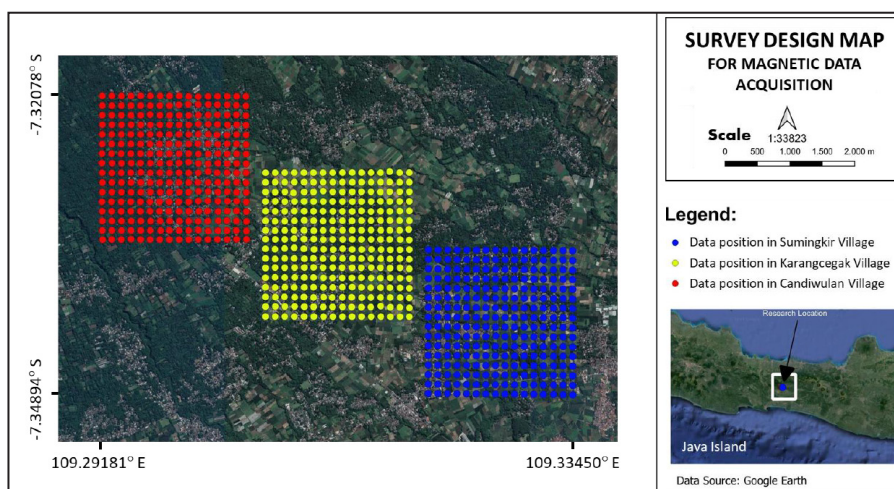 -7.32078° S
-7.34894° S
109.29181° E
109.33450° E
SURVEY DESIGN MAP
FOR MAGNETIC DATA
ACQUISITION
Scale
1:33823
0 500 1.000 1.500 2.000 m
Legend:
Data position in Sumingkir Village
Data position in Karangcegak Village
Data position in Candiwulan Village
Research Location
Java Island
Data Source: Google Earth